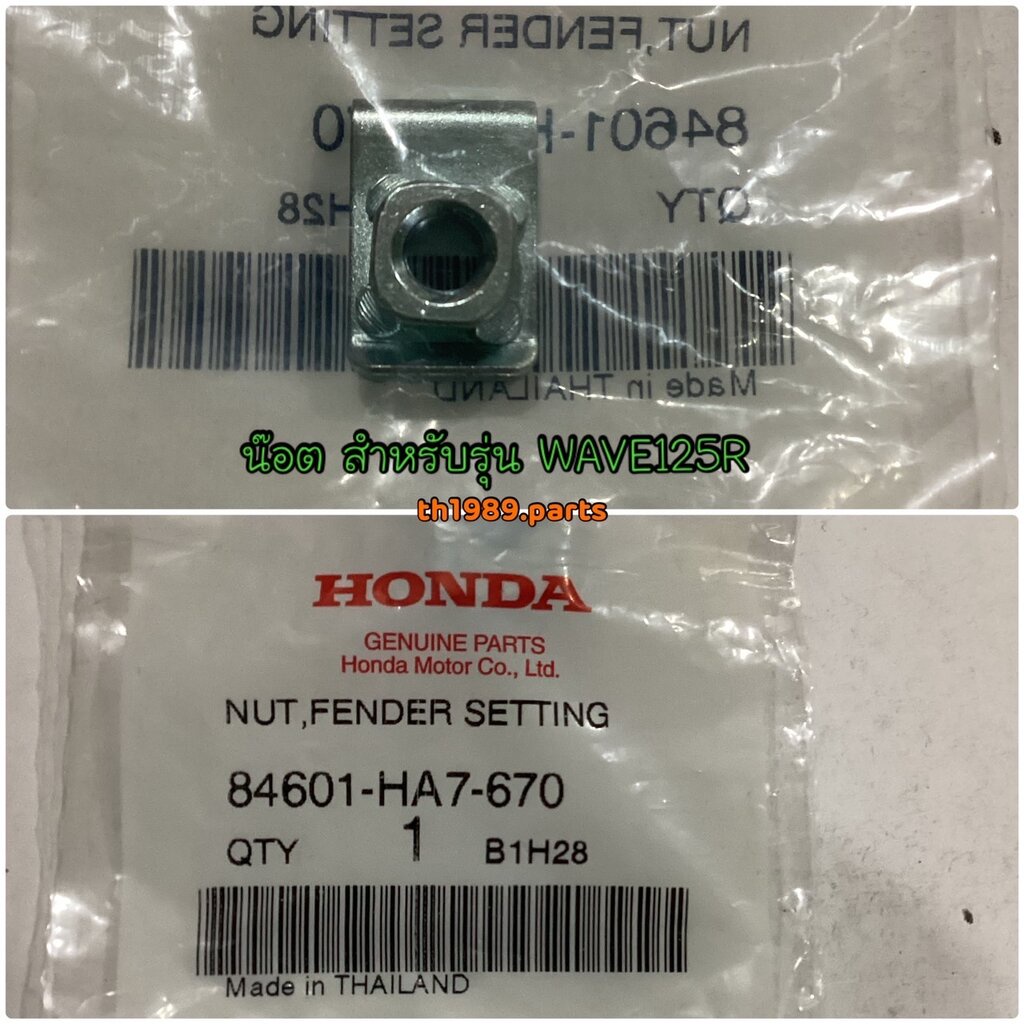 NUT,FENDER SETTING
84601-H 70
QTY H28
Made in THAILAND
น๊อต สำหรับรุ่น WAVE125R
th1989.parts
HONDA
GENUINE PARTS
Honda Motor Co., Ltd.
NUT,FENDER SETTING
84601-HA7-670
QTY 1 B1H28
Made in THAILAND